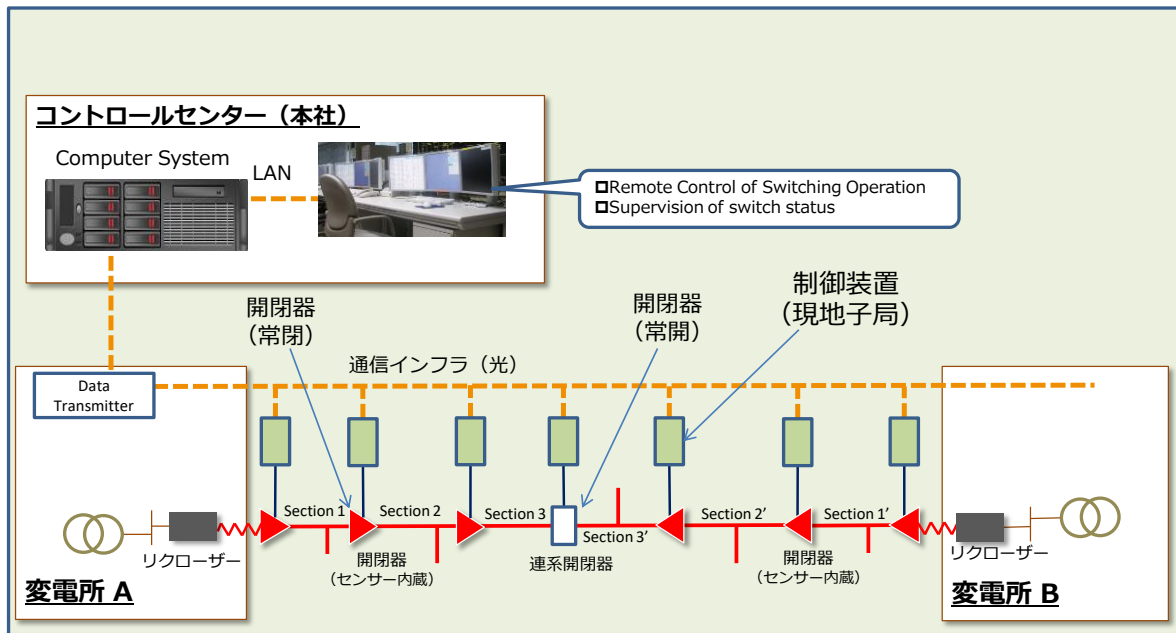 コントロールセンター（本社）
Computer System
LAN
Remote Control of Switching Operation
Supervision of switch status
開閉器
（常閉）
開閉器
（常開）
制御装置
（現地子局）
通信インフラ（光）
Data
Transmitter
Section 1
Section 2
Section 3
Section 3’
Section 2’
Section 1’
リクローザー
開閉器
（センサー内蔵）
連系開閉器
開閉器
（センサー内蔵）
リクローザー
変電所 A
変電所 B